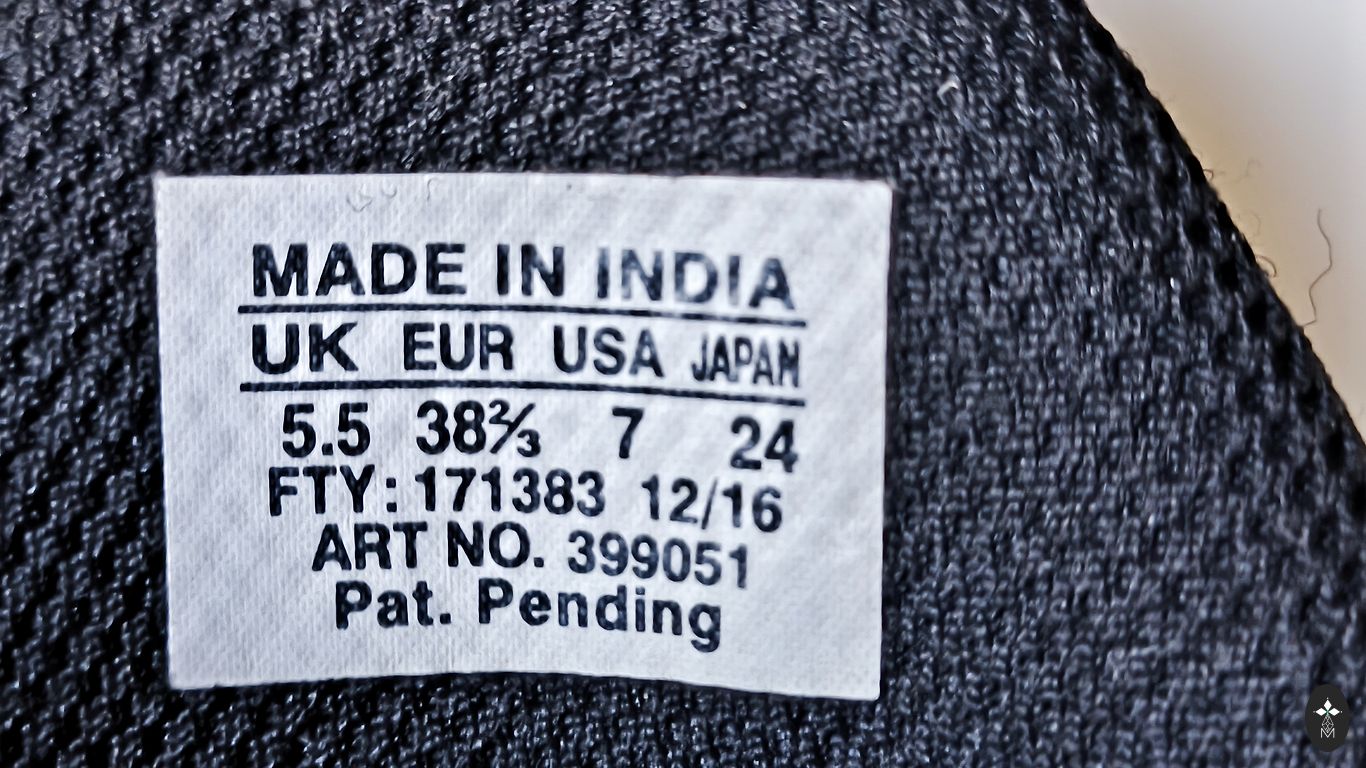 MADE IN INDIA
UK EUR USA JAPAN
5.5 38⅔ 7 24
FTY: 171383 12/16
ART NO. 399051
Pat. Pending
M